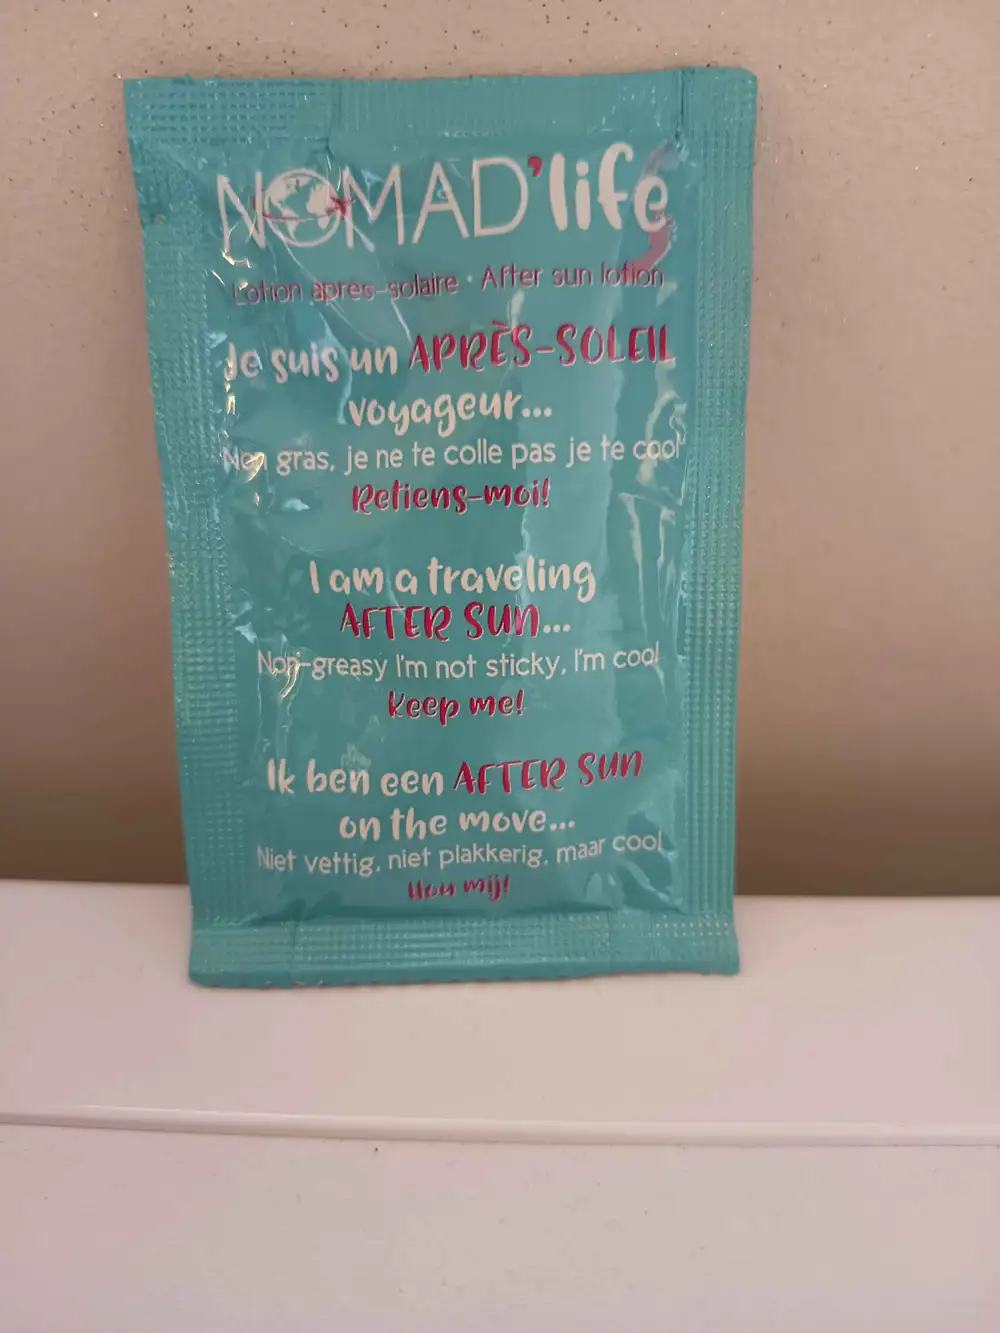 NOMAD'life
Lotion après-solaire • After sun lotion
Je suis un APRÈS-SOLEIL
voyageur...
Non gras, je ne te colle pas je te cool
Retiens-moi!
I am a traveling
AFTER SUN...
Non-greasy I'm not sticky, I'm cool
Keep me!
Ik ben een AFTER SUN
on the move...
Niet vettig, niet plakkerig, maar cool
Hou mij!